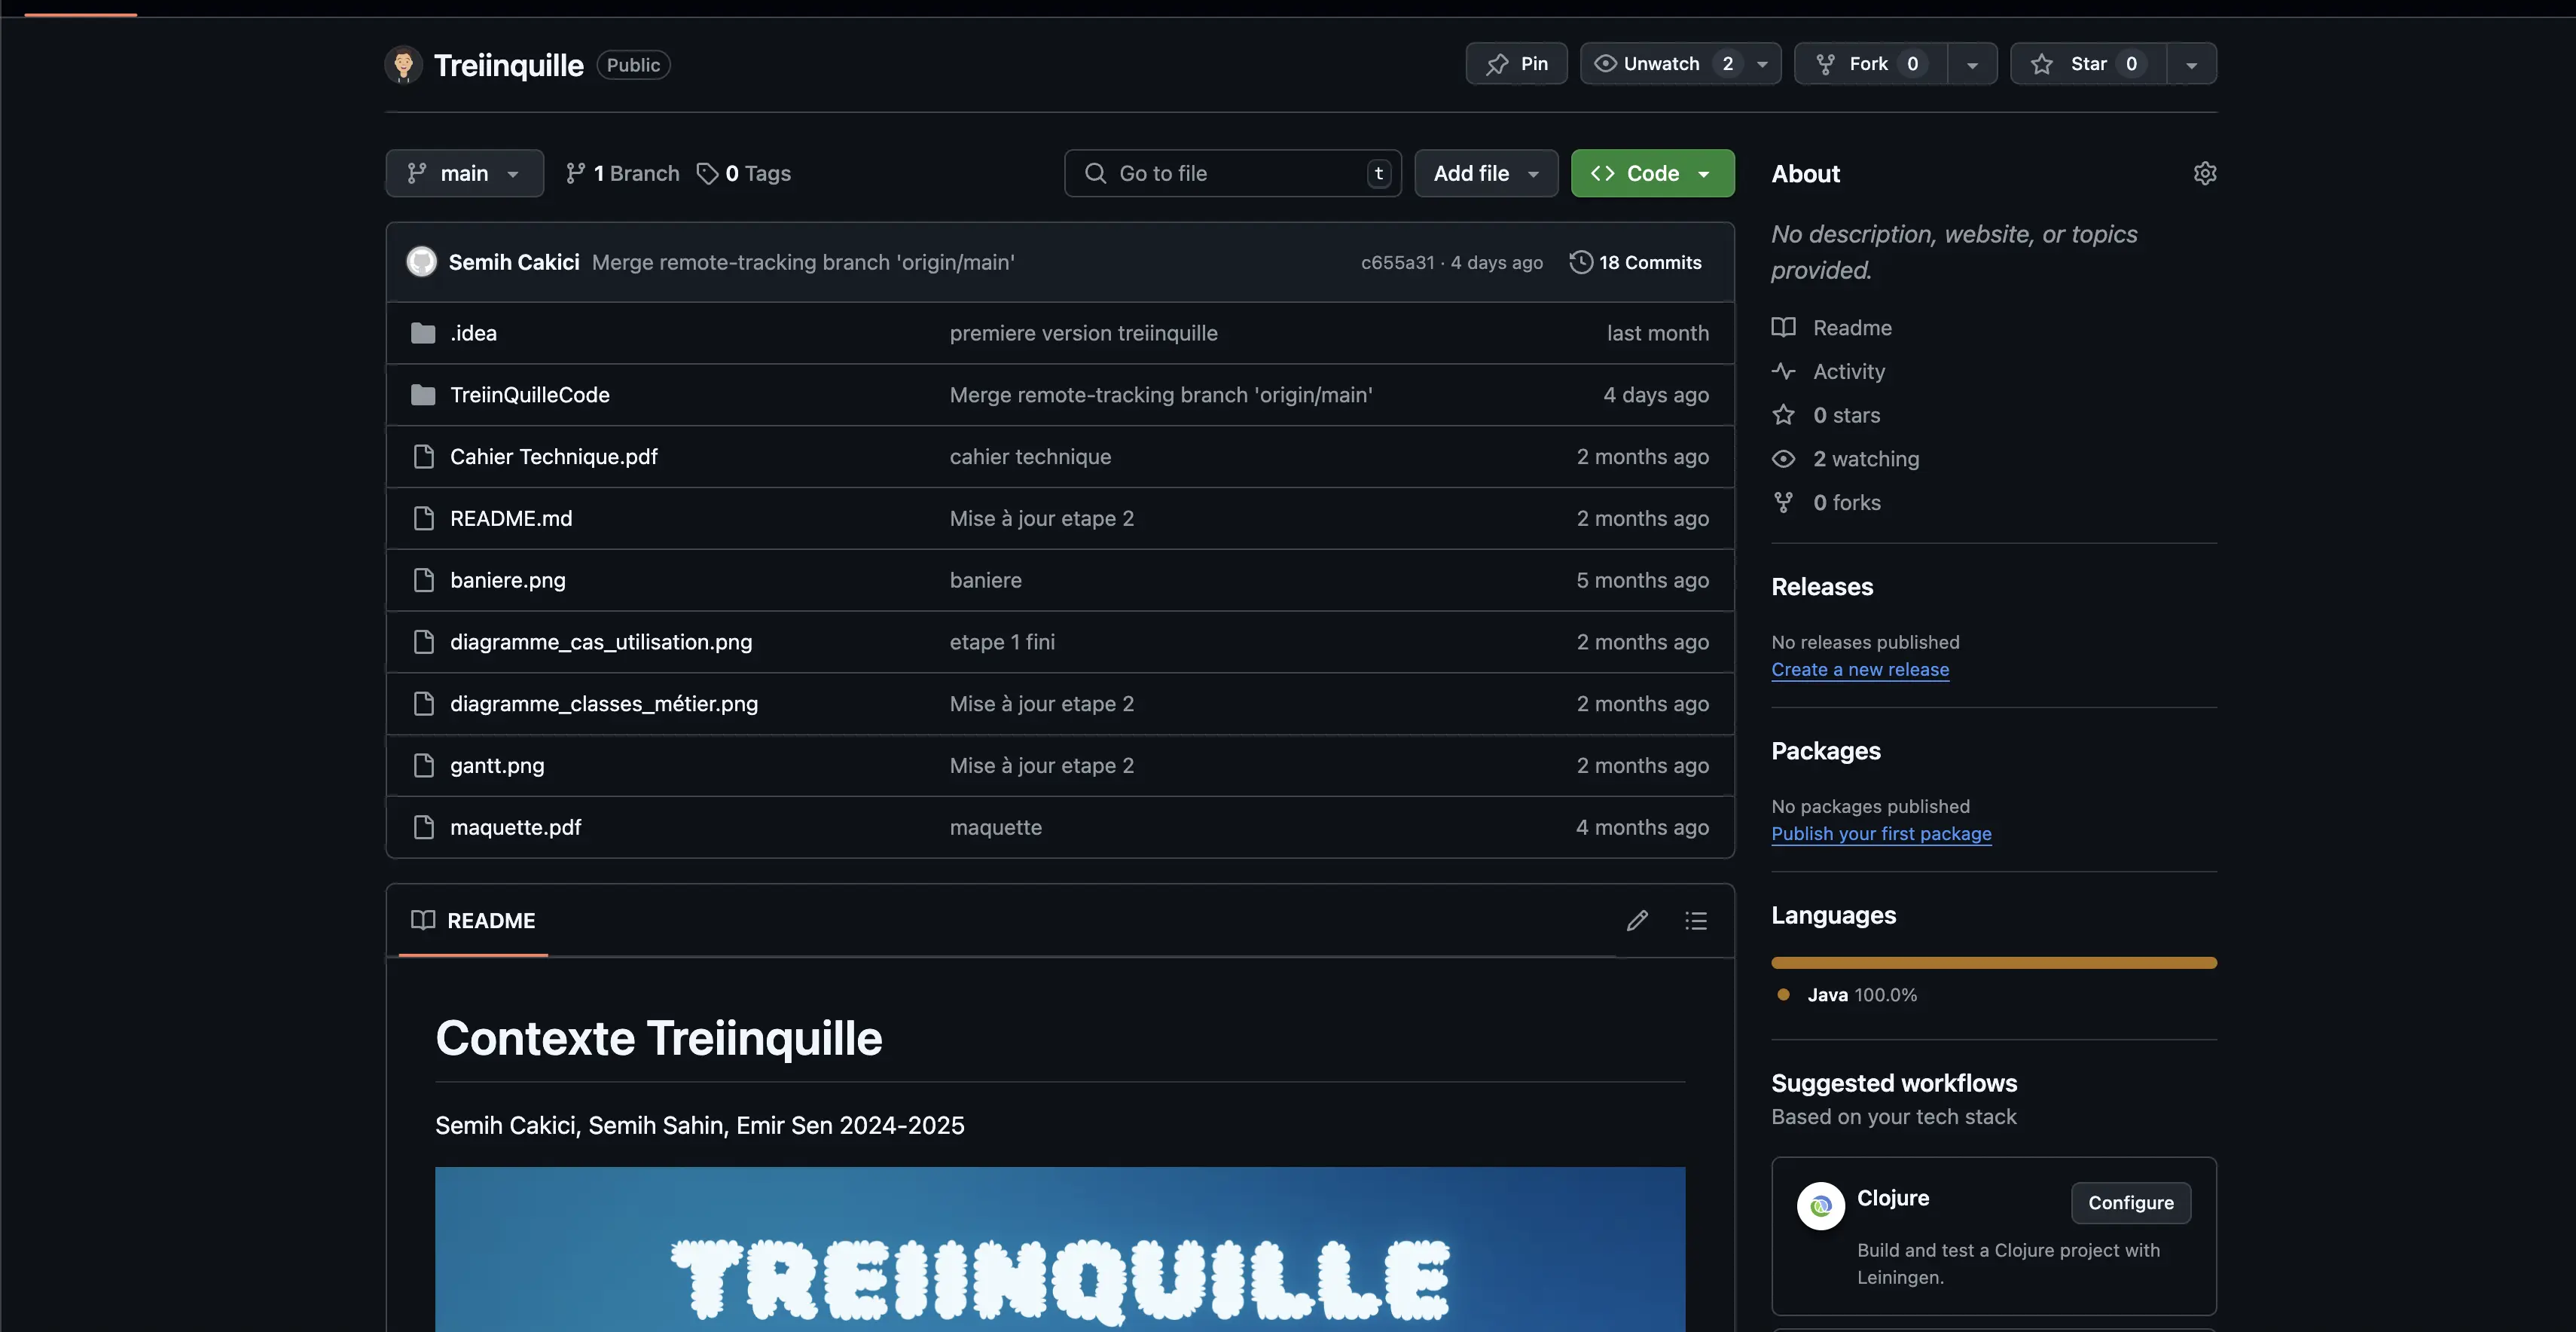 Treiinquille Public
Pin
Unwatch 2
Fork 0
Star 0
main
1 Branch
0 Tags
Go to file
t
Add file
Code
Semih Cakici Merge remote-tracking branch 'origin/main' c655a31 · 4 days ago 18 Commits
.idea premiere version treiinquille last month
TreiinQuilleCode Merge remote-tracking branch 'origin/main' 4 days ago
Cahier Technique.pdf cahier technique 2 months ago
README.md Mise à jour etape 2 2 months ago
baniere.png baniere 5 months ago
diagramme_cas_utilisation.png etape 1 fini 2 months ago
diagramme_classes_métier.png Mise à jour etape 2 2 months ago
gantt.png Mise à jour etape 2 2 months ago
maquette.pdf maquette 4 months ago
README
Contexte Treiinquille
Semih Cakici, Semih Sahin, Emir Sen 2024-2025
TREIINQUILLE
About
No description, website, or topics
provided.
Readme
Activity
0 stars
2 watching
0 forks
Releases
No releases published
Create a new release
Packages
No packages published
Publish your first package
Languages
Java 100.0%
Suggested workflows
Based on your tech stack
Clojure
Configure
Build and test a Clojure project with
Leiningen.